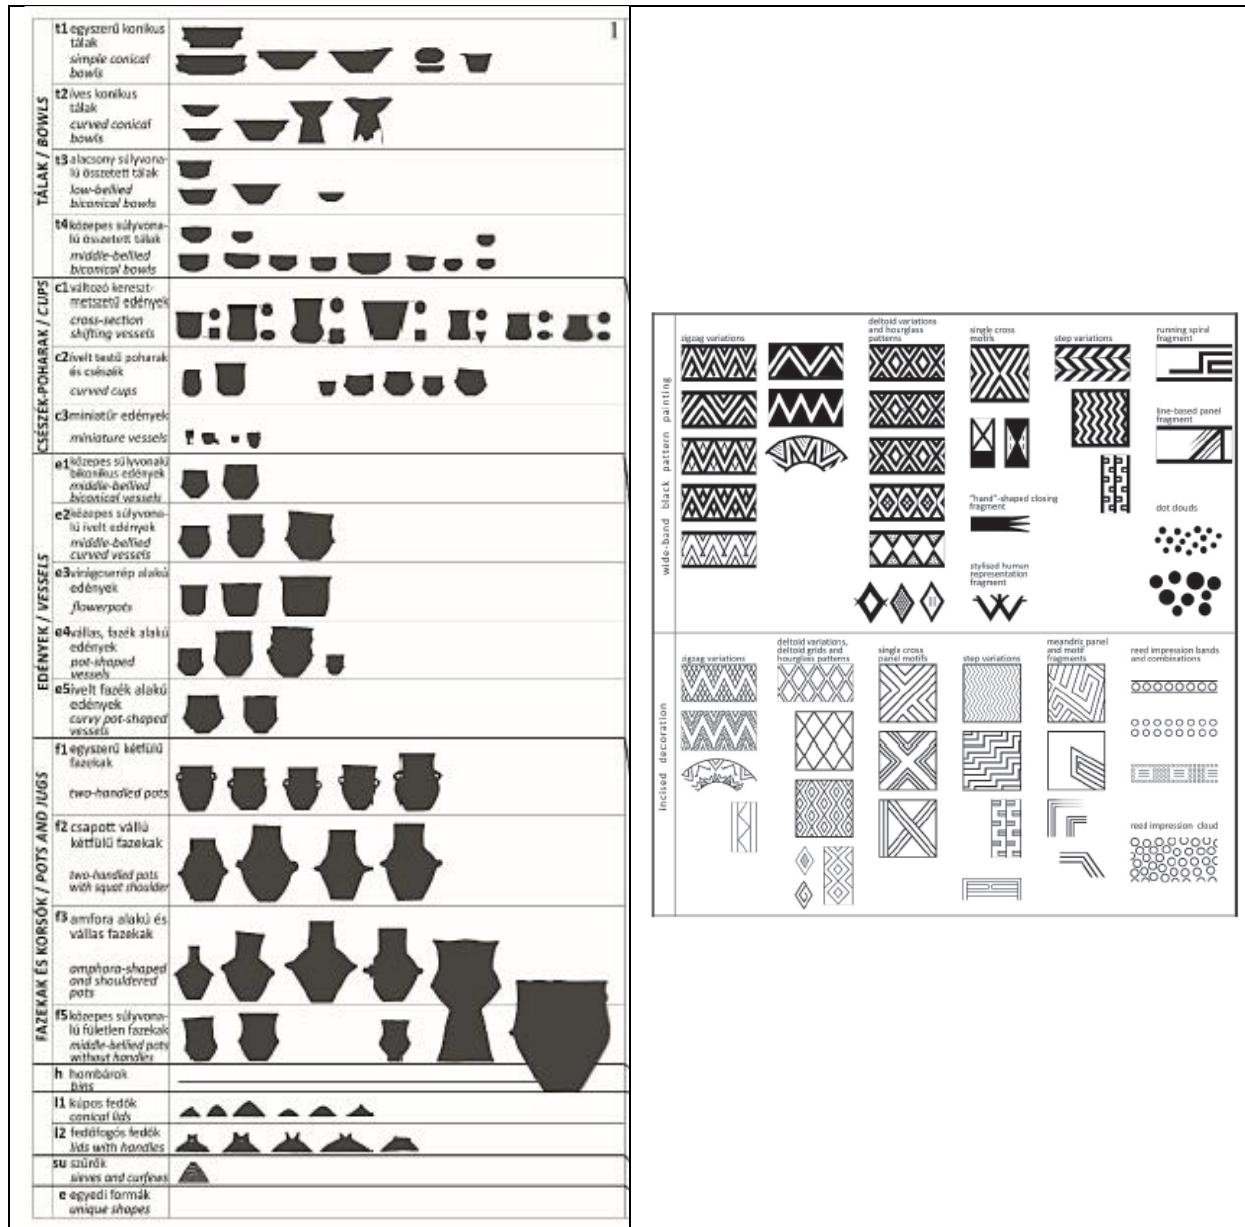 1
TÁLAK / BOWLS
t1 egyszerű konikus
tálak
simple conical
bowls
t2 íves konikus
tálak
curved conical
bowls
t3 alacsony súlyvona-
lú összetett tálak
low-bellied
biconical bowls
t4 közepes súlyvona-
lú összetett tálak
middle-bellied
biconical bowls
CSÉSZÉK-POHARAK / CUPS
c1 változó kereszt-
metszetű edények
cross-section
shifting vessels
c2 ívelt testű poharak
és csészék
curved cups
c3 miniatűr edények
miniature vessels
EDÉNYEK / VESSELS
e1 közepes súlyvonalú
bikonikus edények
middle-bellied
biconical vessels
e2 közepes súlyvona-
lú ívelt edények
middle-bellied
curved vessels
e3 virágcserép alakú
edények
flowerpots
e4 vállas, fazék alakú
edények
pot-shaped
vessels
e5 ívelt fazék alakú
edények
curvy pot-shaped
vessels
FAZEKAK ÉS KORSÓK / POTS AND JUGS
f1 egyszerű kétfülű
fazekak
two-handled pots
f2 csapott vállú
kétfülű fazekak
two-handled pots
with squat shoulder
f3 amfora alakú és
vállas fazekak
amphora-shaped
and shouldered
pots
f5 közepes súlyvona-
lú fületlen fazekak
middle-bellied pots
without handles
h hombárok
bins
l1 kúpos fedők
conical lids
l2 fedőfogós fedők
lids with handles
su szűrők
sieves and curfews
e egyedi formák
unique shapes
wide-band black pattern painting
zigzag variations
deltoid variations
and hourglass
patterns
single cross
motifs
step variations
running spiral
fragment
line-based panel
fragment
"hand"-shaped closing
fragment
dot clouds
stylised human
representation
fragment
incised decoration
zigzag variations
deltoid variations,
deltoid grids and
hourglass patterns
single cross
panel motifs
step variations
meandric panel
and motif
fragments
reed impression bands
and combinations
reed impression cloud